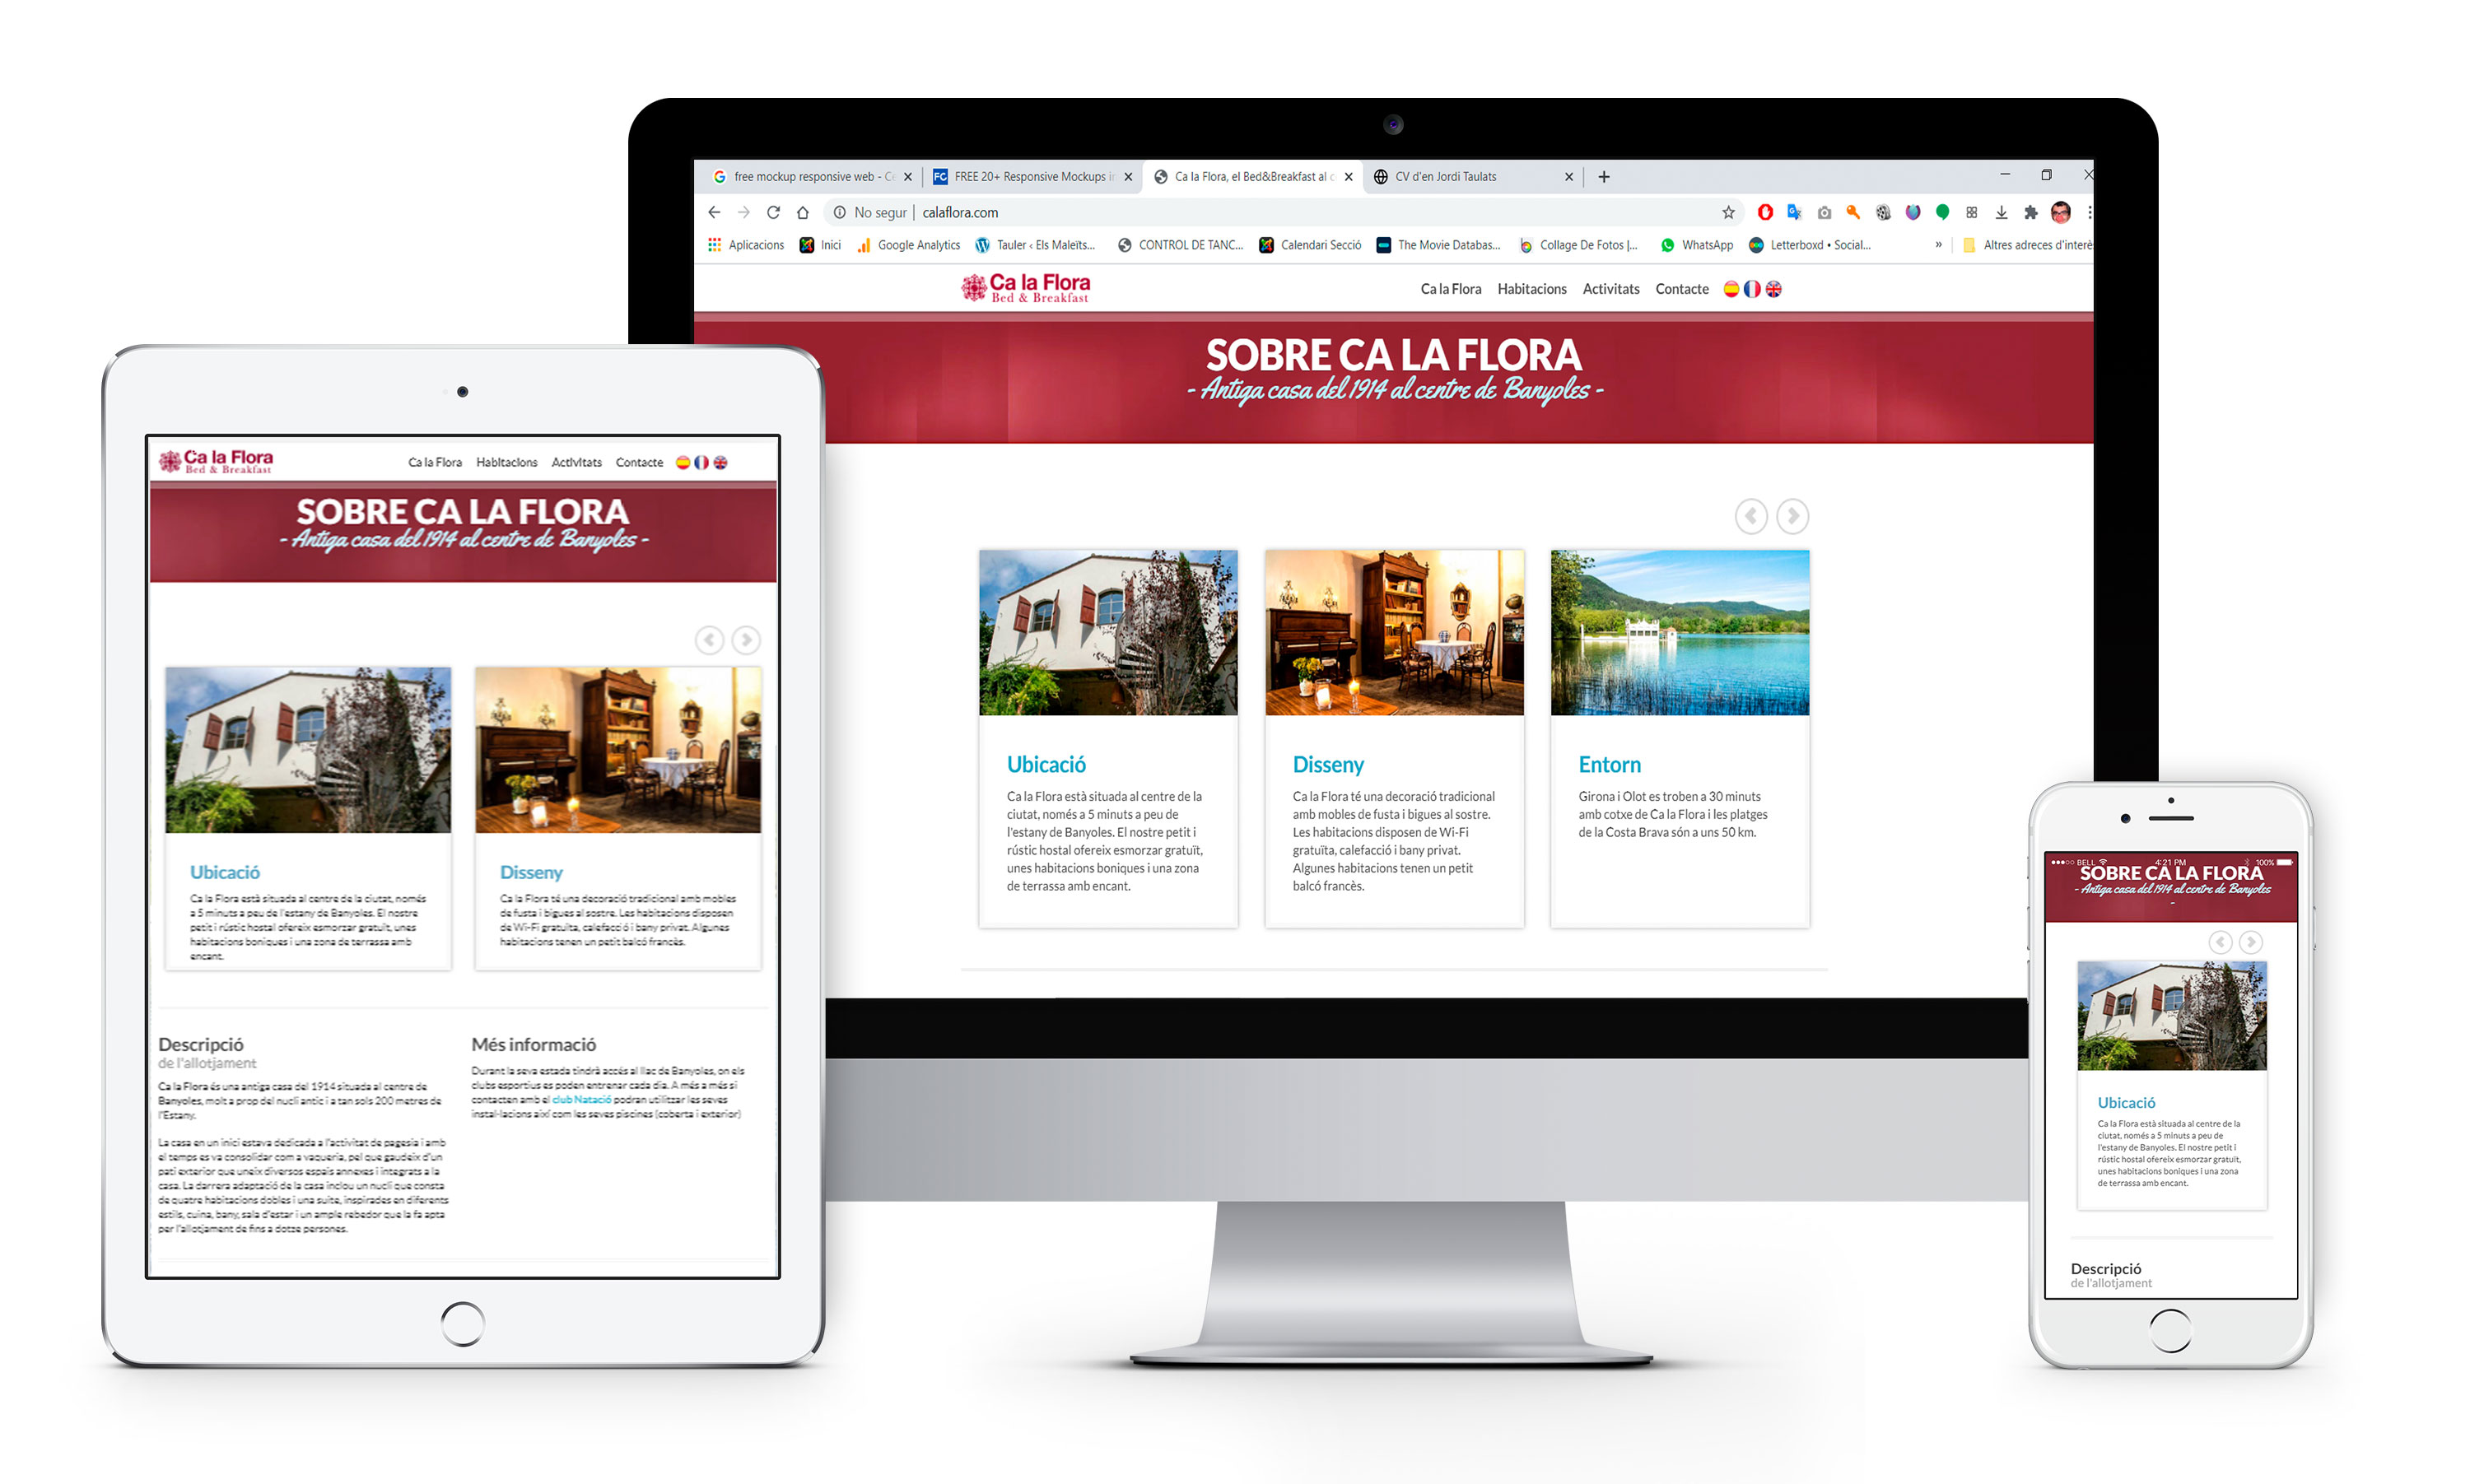 free mockup responsive web - Ce
FREE 20+ Responsive Mockups in
Ca la Flora, el Bed&Breakfast al c
CV d'en Jordi Taulats
No segur
calaflora.com
Aplicacions
Inici
Google Analytics
Tauler ‹ Els Maleïts...
CONTROL DE TANC...
Calendari Secció
The Movie Databas...
Collage De Fotos |...
WhatsApp
Letterboxd • Social...
»
Altres adreces d'interès
Ca la Flora
Bed & Breakfast
Ca la Flora Habitacions Activitats Contacte
SOBRE CA LA FLORA
- Antiga casa del 1914 al centre de Banyoles -
Ubicació
Ca la Flora està situada al centre de la
ciutat, només a 5 minuts a peu de
l'estany de Banyoles. El nostre petit i
rústic hostal ofereix esmorzar gratuït,
unes habitacions boniques i una zona
de terrassa amb encant.
Disseny
Ca la Flora té una decoració tradicional
amb mobles de fusta i bigues al sostre.
Les habitacions disposen de Wi-Fi
gratuïta, calefacció i bany privat.
Algunes habitacions tenen un petit
balcó francès.
Entorn
Girona i Olot es troben a 30 minuts
amb cotxe de Ca la Flora i les platges
de la Costa Brava són a uns 50 km.
Ca la Flora
Bed & Breakfast
Ca la Flora Habitacions Activitats Contacte
SOBRE CA LA FLORA
- Antiga casa del 1914 al centre de Banyoles -
Ubicació
Ca la Flora està situada al centre de la ciutat, només
a 5 minuts a peu de l'estany de Banyoles. El nostre
petit i rústic hostal ofereix esmorzar gratuït, unes
habitacions boniques i una zona de terrassa amb
encant.
Disseny
Ca la Flora té una decoració tradicional amb mobles
de fusta i bigues al sostre. Les habitacions disposen
de Wi-Fi gratuïta, calefacció i bany privat. Algunes
habitacions tenen un petit balcó francès.
Descripció
de l'allotjament
Ca la Flora és una antiga casa del 1914 situada al centre de
Banyoles, molt a prop del nucli antic i a tan sols 200 metres de
l'Estany.
La casa en un inici estava dedicada a l'activitat de pagesia i amb
el temps es va consolidar com a vaqueria, pel que gaudeix d'un
pati exterior que uneix diversos espais annexes i integrats a la
casa. La darrera adaptació de la casa inclou un nucli que consta
de quatre habitacions dobles i una suite, inspirades en diferents
estils, cuina, bany, sala d'estar i un ample rebedor que la fa apta
per l'allotjament de fins a dotze persones.
Més informació
Durant la seva estada tindrà accés al llac de Banyoles, on els
clubs esportius es poden entrenar cada dia. A més a més si
contacten amb el club Natació podran utilitzar les seves
instal·lacions així com les seves piscines (coberta i exterior)
BELL 4:21 PM 100%
SOBRE CA LA FLORA
- Antiga casa del 1914 al centre de Banyoles
-
Ubicació
Ca la Flora està situada al centre de la
ciutat, només a 5 minuts a peu de
l'estany de Banyoles. El nostre petit i
rústic hostal ofereix esmorzar gratuït,
unes habitacions boniques i una zona
de terrassa amb encant.
Descripció
de l'allotjament